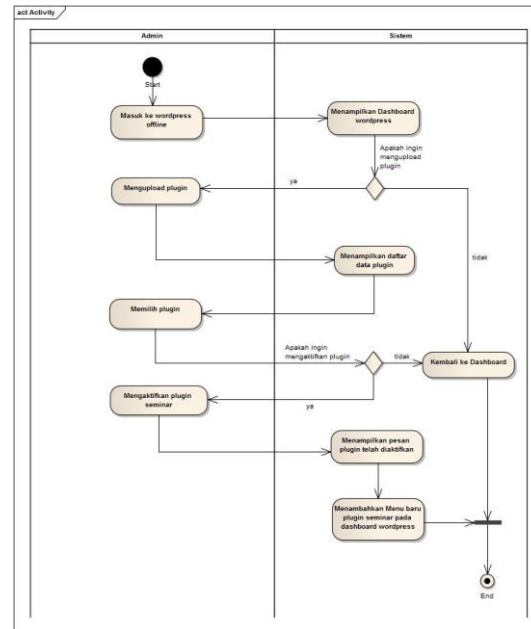 act Activity
Admin
Sistem
Start
Masuk ke wordpress
offline
Menampilkan Dashboard
wordpress
Apakah ingin
mengupload
plugin
Mengupload plugin
ya
tidak
Menampilkan daftar
data plugin
Memilih plugin
Apakah ingin
mengaktifkan plugin
tidak
Kembali ke Dashboard
Mengaktifkan plugin
seminar
ya
Menampilkan pesan
plugin telah diaktifkan
Menambahkan Menu baru
plugin seminar pada
dashboard wordpress
End